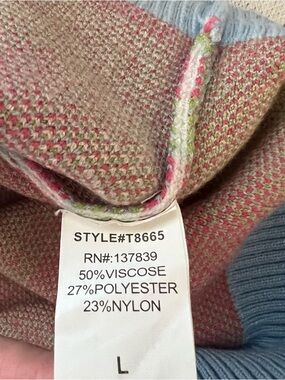 STYLE#T8665
RN#:137839
50%VISCOSE
27%POLYESTER
23%NYLON
L